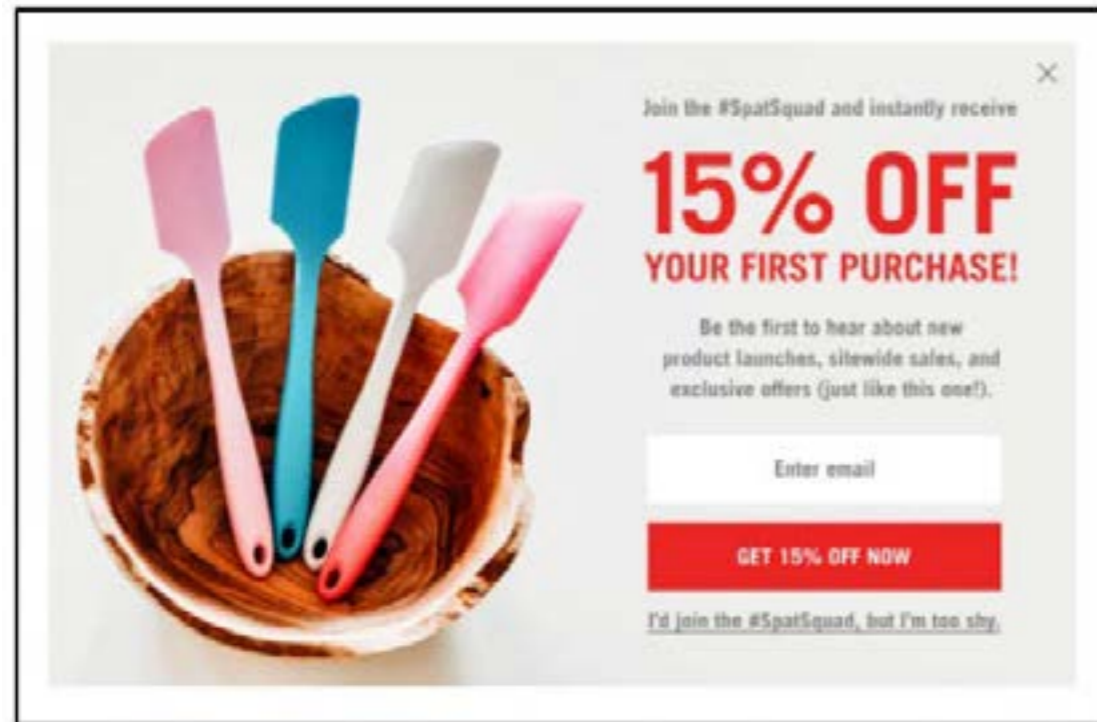 Join the #SpatSquad and instantly receive
15% OFF
YOUR FIRST PURCHASE!
Be the first to hear about new
product launches, sitewide sales, and
exclusive offers (just like this one!).
Enter email
GET 15% OFF NOW
I'd join the #SpatSquad, but I'm too shy.